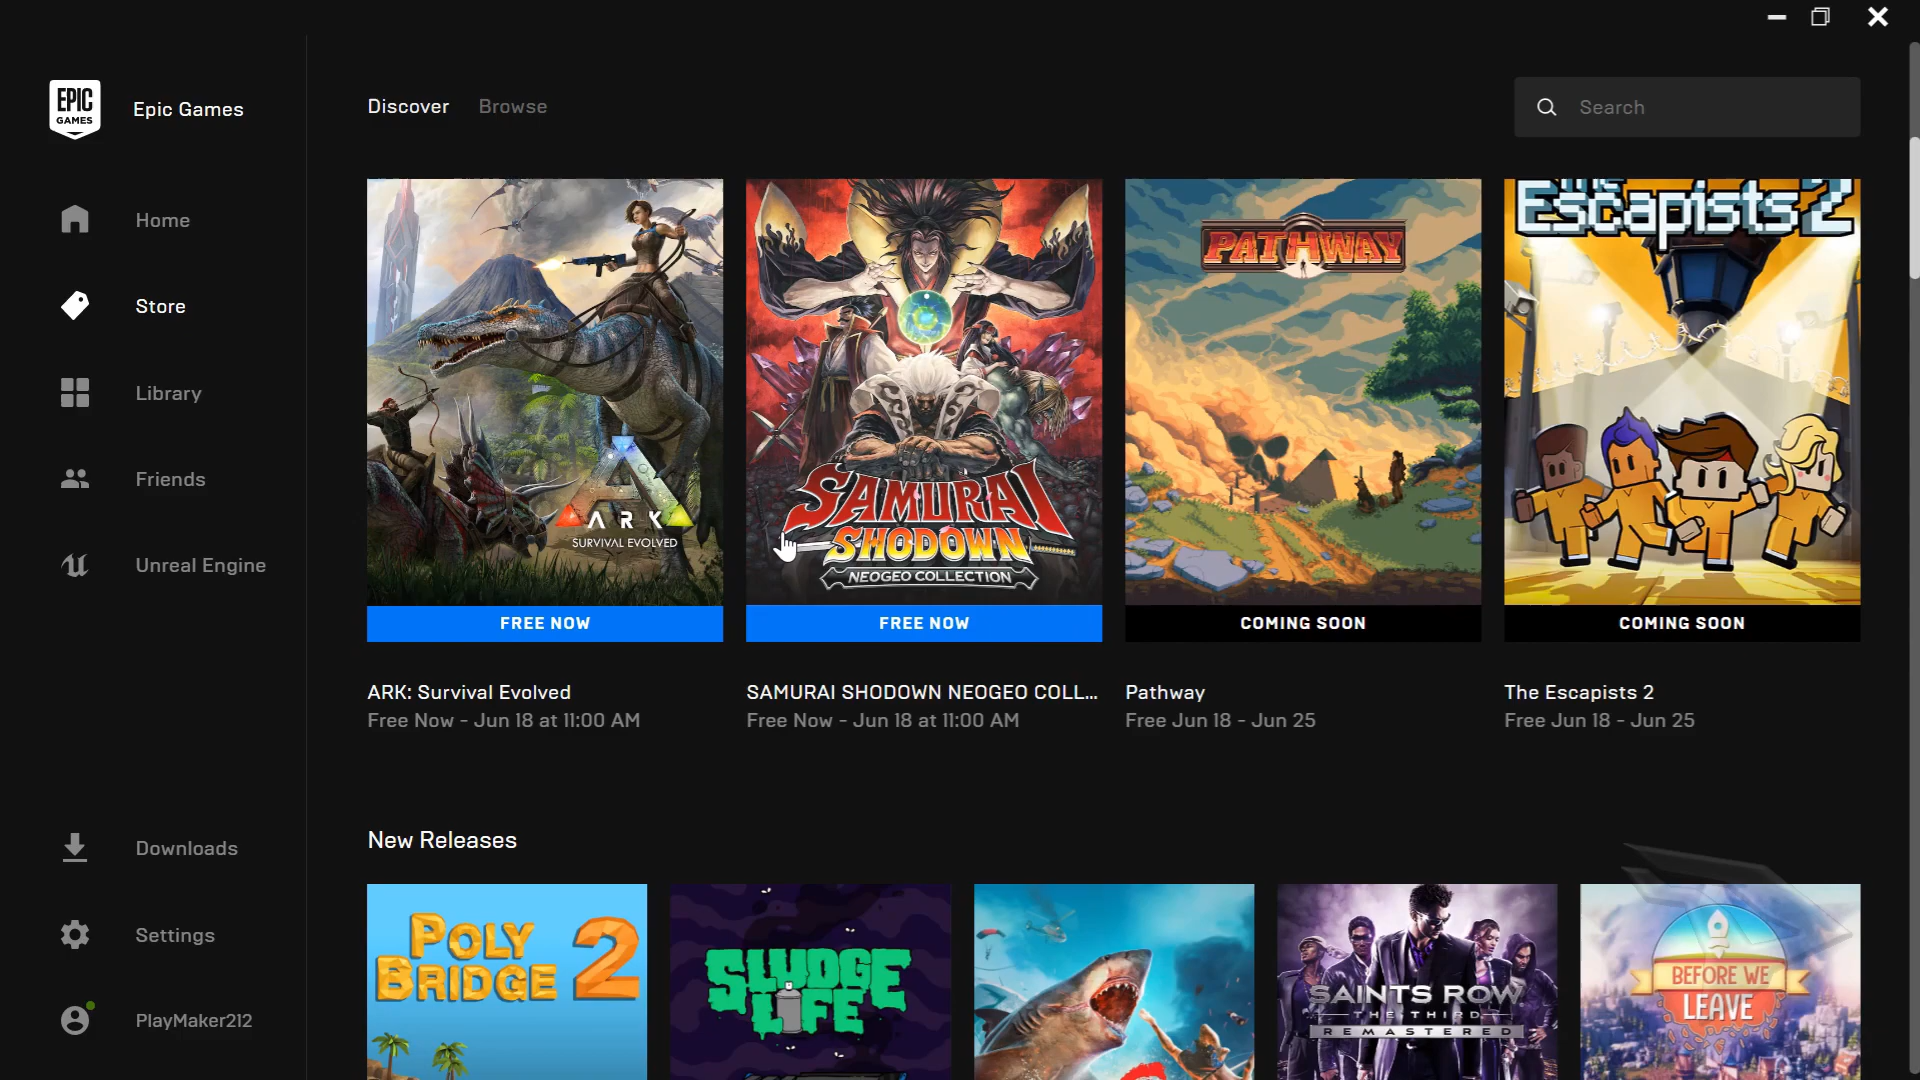 EPIC
GAMES
Epic Games
Discover
Browse
Search
Home
Store
Library
Friends
Unreal Engine
Downloads
Settings
PlayMaker212
ARK
SURVIVAL EVOLVED
FREE NOW
ARK: Survival Evolved
Free Now - Jun 18 at 11:00 AM
SAMURAI
SHODOWN
NEOGEO COLLECTION
FREE NOW
SAMURAI SHODOWN NEOGEO COLL...
Free Now - Jun 18 at 11:00 AM
PATHWAY
COMING SOON
Pathway
Free Jun 18 - Jun 25
The
Escapists 2
COMING SOON
The Escapists 2
Free Jun 18 - Jun 25
New Releases
POLY
BRIDGE 2
SLUDGE
LIFE
SAINTS ROW
THE THIRD
REMASTERED
BEFORE WE
LEAVE